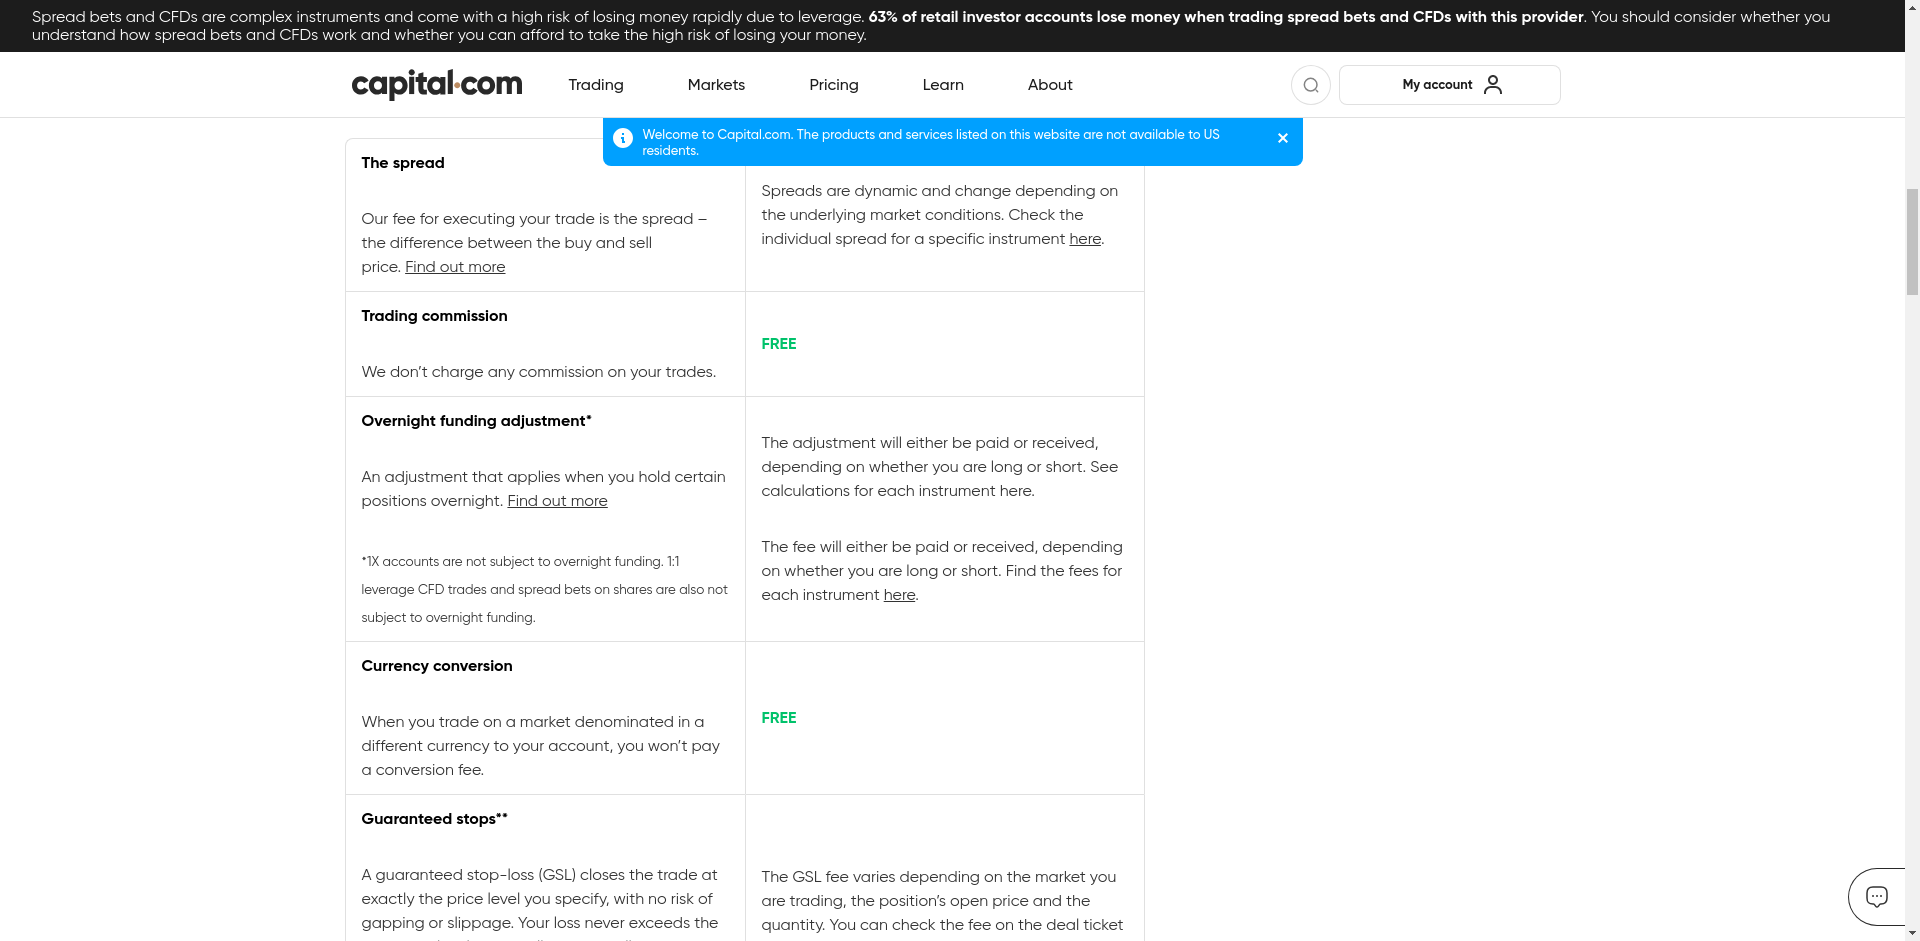 Spread bets and CFDs are complex instruments and come with a high risk of losing money rapidly due to leverage. 63% of retail investor accounts lose money when trading spread bets and CFDs with this provider. You should consider whether you
understand how spread bets and CFDs work and whether you can afford to take the high risk of losing your money.
capital.com
Trading
Markets
Pricing
Learn
About
My account
Welcome to Capital.com. The products and services listed on this website are not available to US
residents.
The spread
Our fee for executing your trade is the spread –
the difference between the buy and sell
price. Find out more
Spreads are dynamic and change depending on
the underlying market conditions. Check the
individual spread for a specific instrument here.
Trading commission
We don’t charge any commission on your trades.
FREE
Overnight funding adjustment*
An adjustment that applies when you hold certain
positions overnight. Find out more
*1X accounts are not subject to overnight funding. 1:1
leverage CFD trades and spread bets on shares are also not
subject to overnight funding.
The adjustment will either be paid or received,
depending on whether you are long or short. See
calculations for each instrument here.
The fee will either be paid or received, depending
on whether you are long or short. Find the fees for
each instrument here.
Currency conversion
When you trade on a market denominated in a
different currency to your account, you won’t pay
a conversion fee.
FREE
Guaranteed stops**
A guaranteed stop-loss (GSL) closes the trade at
exactly the price level you specify, with no risk of
gapping or slippage. Your loss never exceeds the
The GSL fee varies depending on the market you
are trading, the position’s open price and the
quantity. You can check the fee on the deal ticket